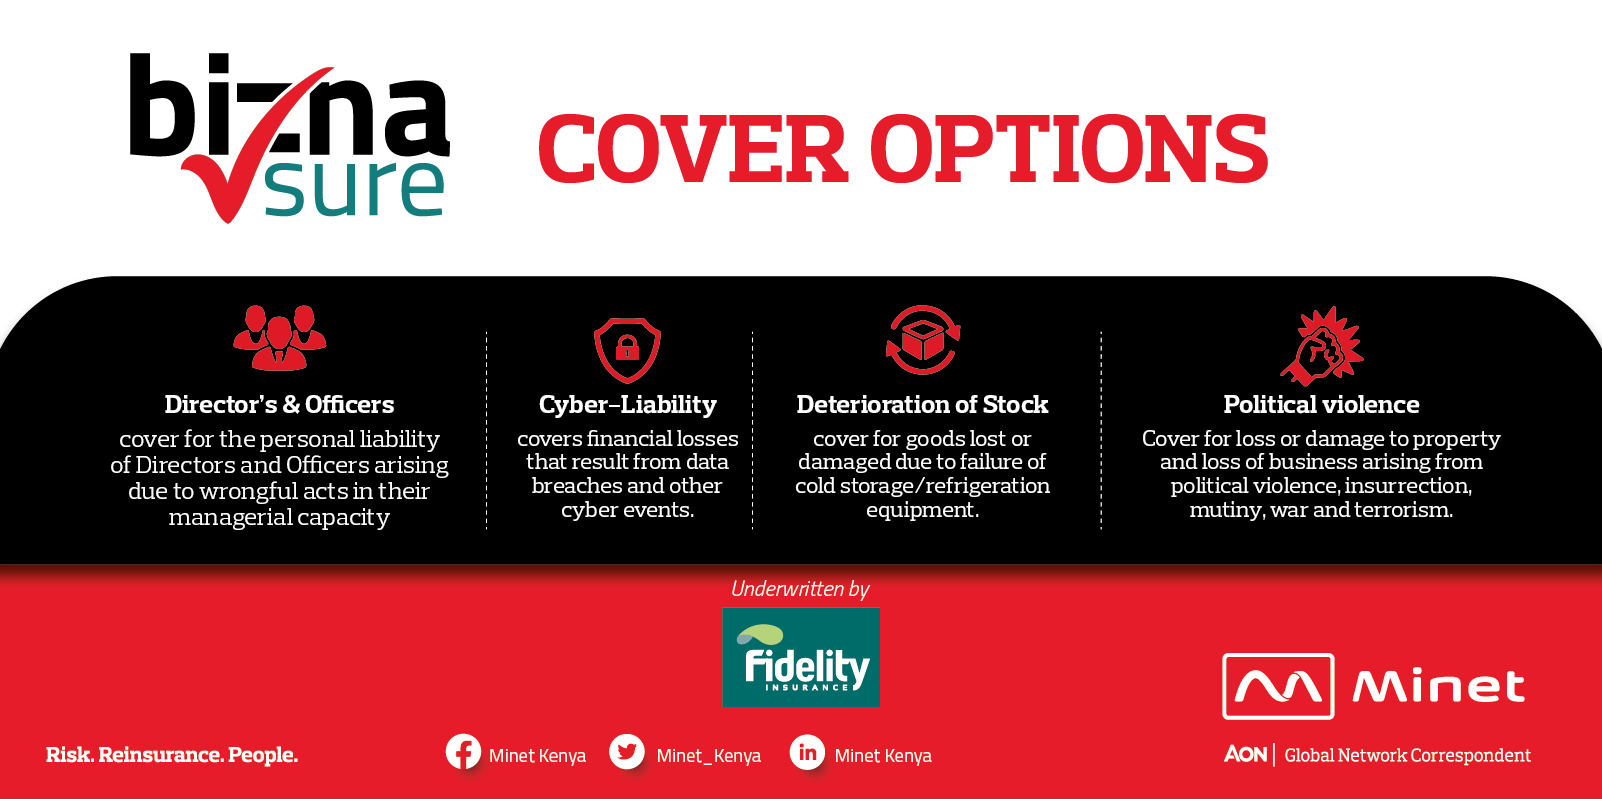 bizna
sure
COVER OPTIONS
Director's & Officers
cover for the personal liability
of Directors and Officers arising
due to wrongful acts in their
managerial capacity
Cyber-Liability
covers financial losses
that result from data
breaches and other
cyber events.
Deterioration of Stock
cover for goods lost or
damaged due to failure of
cold storage/refrigeration
equipment.
Political violence
Cover for loss or damage to property
and loss of business arising from
political violence, insurrection,
mutiny, war and terrorism.
Underwritten by
Fidelity
INSURANCE
Minet
Risk. Reinsurance. People.
Minet Kenya
Minet_Kenya
in
Minet Kenya
AON | Global Network Correspondent